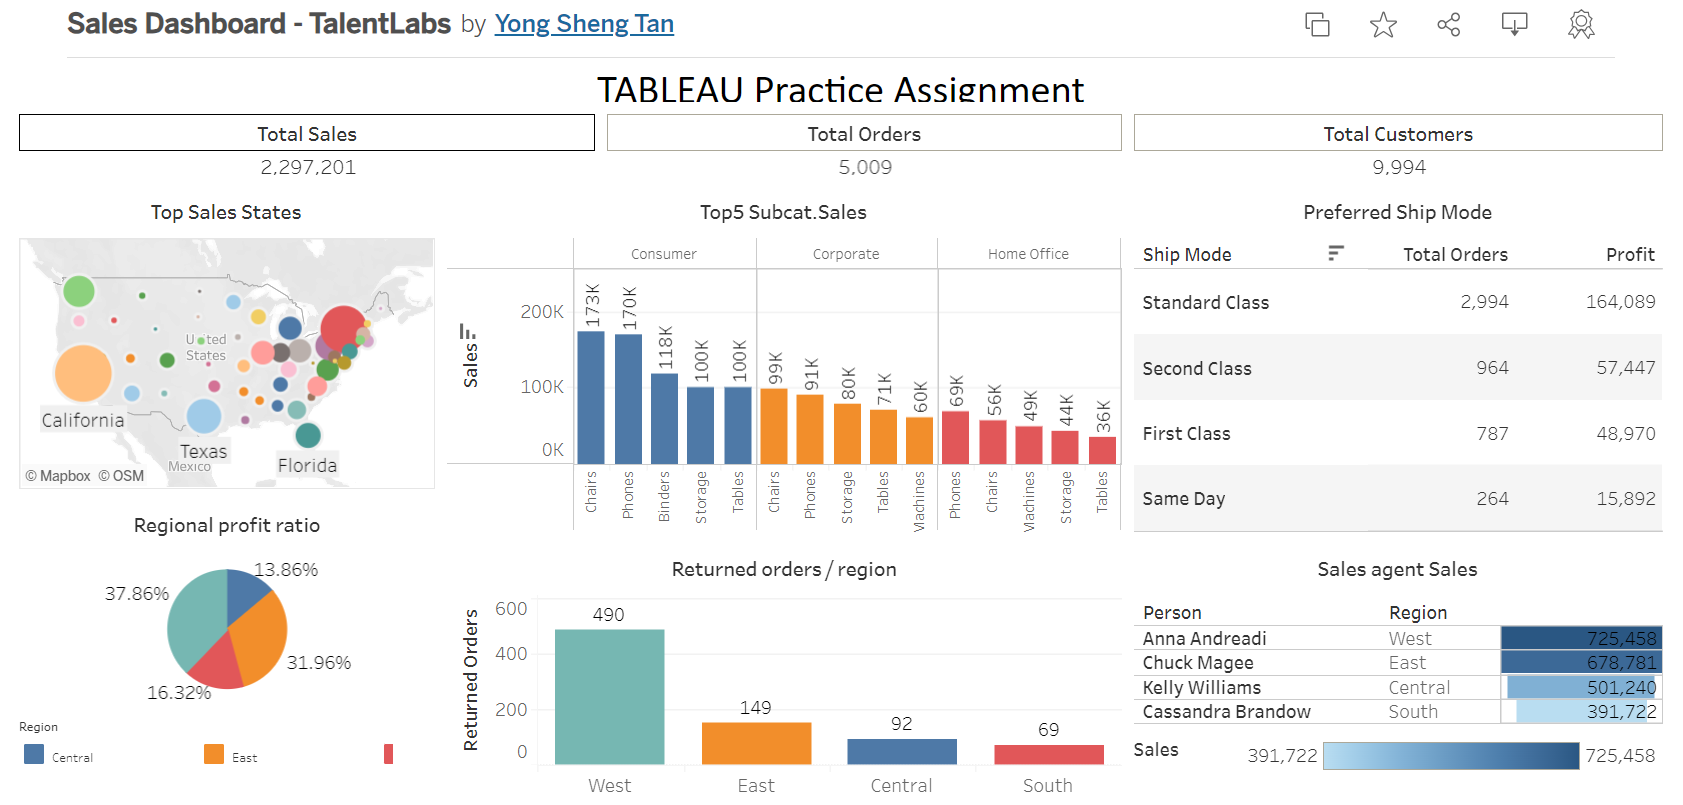 Sales Dashboard - TalentLabs by Yong Sheng Tan
TABLEAU Practice Assignment
Total Sales
2,297,201
Total Orders
5,009
Total Customers
9,994
Top Sales States
United
States
California
Texas
Mexico
Florida
© Mapbox © OSM
Top5 Subcat.Sales
Consumer Corporate Home Office
Sales
200K
100K
0K
173K 170K 118K 100K 100K 99K 91K 80K 71K 60K 69K 56K 49K 44K 36K
Chairs Phones Binders Storage Tables Chairs Phones Storage Tables Machines Phones Chairs Machines Storage Tables
Preferred Ship Mode
Ship Mode Total Orders Profit
Standard Class 2,994 164,089
Second Class 964 57,447
First Class 787 48,970
Same Day 264 15,892
Regional profit ratio
13.86%
37.86%
31.96%
16.32%
Region
Central East
Returned orders / region
Returned Orders
600
400
200
0
490 149 92 69
West East Central South
Sales agent Sales
Person Region
Anna Andreadi West 725,458
Chuck Magee East 678,781
Kelly Williams Central 501,240
Cassandra Brandow South 391,722
Sales 391,722 725,458